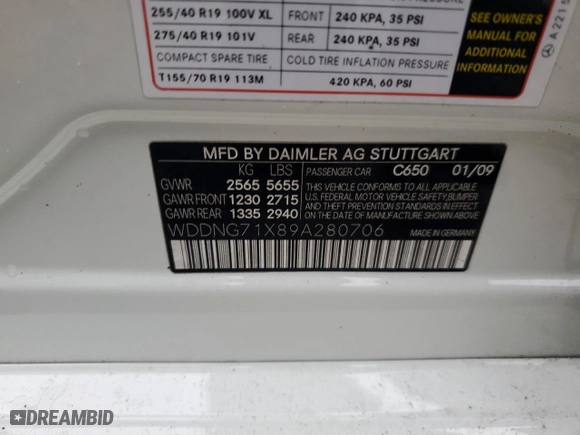 PRESSURE
255/40 R19 100V XL FRONT 240 KPA, 35 PSI
275/40 R19 101V REAR 240 KPA, 35 PSI
COMPACT SPARE TIRE COLD TIRE INFLATION PRESSURE
T155/70 R19 113M 420 KPA, 60 PSI
SEE OWNER'S
MANUAL FOR
ADDITIONAL
INFORMATION
A 221 5
MFD BY DAIMLER AG STUTTGART
KG LBS PASSENGER CAR C650 01/09
GVWR 2565 5655
GAWR FRONT 1230 2715
GAWR REAR 1335 2940
THIS VEHICLE CONFORMS TO ALL APPLICABLE
U.S. FEDERAL MOTOR VEHICLE SAFETY
BUMPER, AND THEFT PREVENTION
STANDARDS IN EFFECT ON THE DATE OF
MANUFACTURE SHOWN ABOVE.
WDDNG71X89A280706
DREAMBID